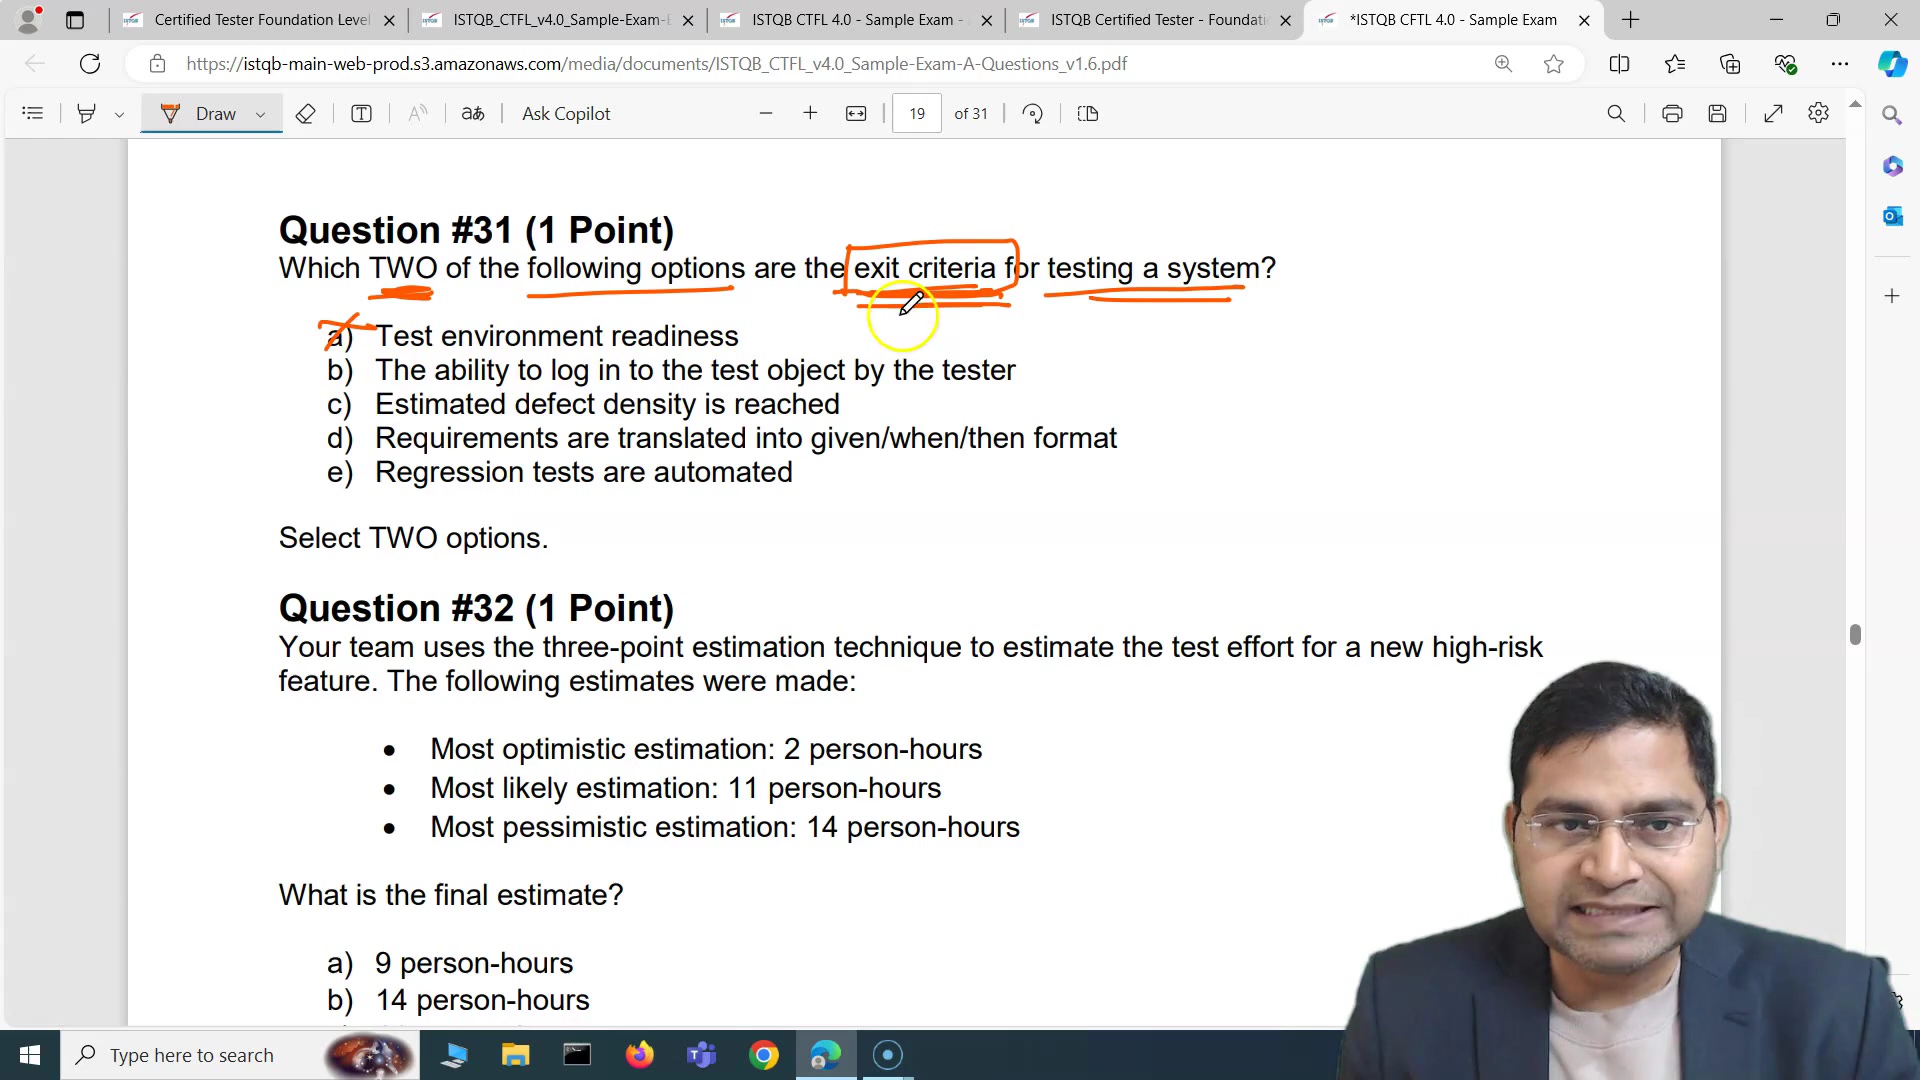 Certified Tester Foundation Level
ISTQB_CTFL_v4.0_Sample-Exam-E
ISTQB CTFL 4.0 - Sample Exam -
ISTQB Certified Tester - Foundati
*ISTQB CFTL 4.0 - Sample Exam
https://istqb-main-web-prod.s3.amazonaws.com/media/documents/ISTQB_CTFL_v4.0_Sample-Exam-A-Questions_v1.6.pdf
Draw
aあ
Ask Copilot
19 of 31
Question #31 (1 Point)
Which TWO of the following options are the exit criteria for testing a system?
a) Test environment readiness
b) The ability to log in to the test object by the tester
c) Estimated defect density is reached
d) Requirements are translated into given/when/then format
e) Regression tests are automated
Select TWO options.
Question #32 (1 Point)
Your team uses the three-point estimation technique to estimate the test effort for a new high-risk
feature. The following estimates were made:
• Most optimistic estimation: 2 person-hours
• Most likely estimation: 11 person-hours
• Most pessimistic estimation: 14 person-hours
What is the final estimate?
a) 9 person-hours
b) 14 person-hours
Type here to search